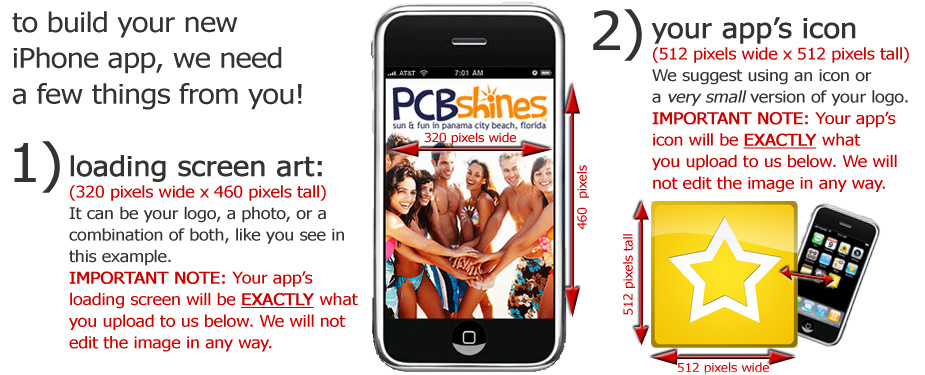 to build your new
iPhone app, we need
a few things from you!
1) loading screen art:
(320 pixels wide x 460 pixels tall)
It can be your logo, a photo, or a
combination of both, like you see in
this example.
IMPORTANT NOTE: Your app's
loading screen will be EXACTLY what
you upload to us below. We will not
edit the image in any way.
AT&T 7:01 AM
PCBshines
sun & fun in panama city beach, florida
320 pixels wide
460 pixels
2) your app's icon
(512 pixels wide x 512 pixels tall)
We suggest using an icon or
a very small version of your logo.
IMPORTANT NOTE: Your app's
icon will be EXACTLY what
you upload to us below. We will
not edit the image in any way.
512 pixels tall
512 pixels wide